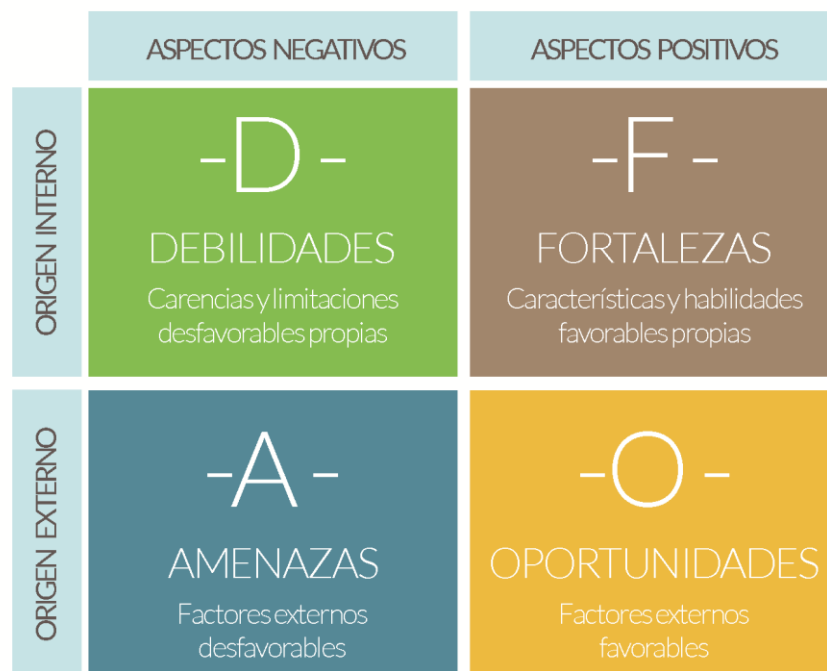 ASPECTOS NEGATIVOS
ASPECTOS POSITIVOS
ORIGEN INTERNO
-D-
DEBILIDADES
Carencias y limitaciones
desfavorables propias
-F-
FORTALEZAS
Característísticas y habilidades
favorables propias
ORIGEN EXTERNO
-A-
AMENAZAS
Factores externos
desfavorables
-O-
OPORTUNIDADES
Factores externos
favorables